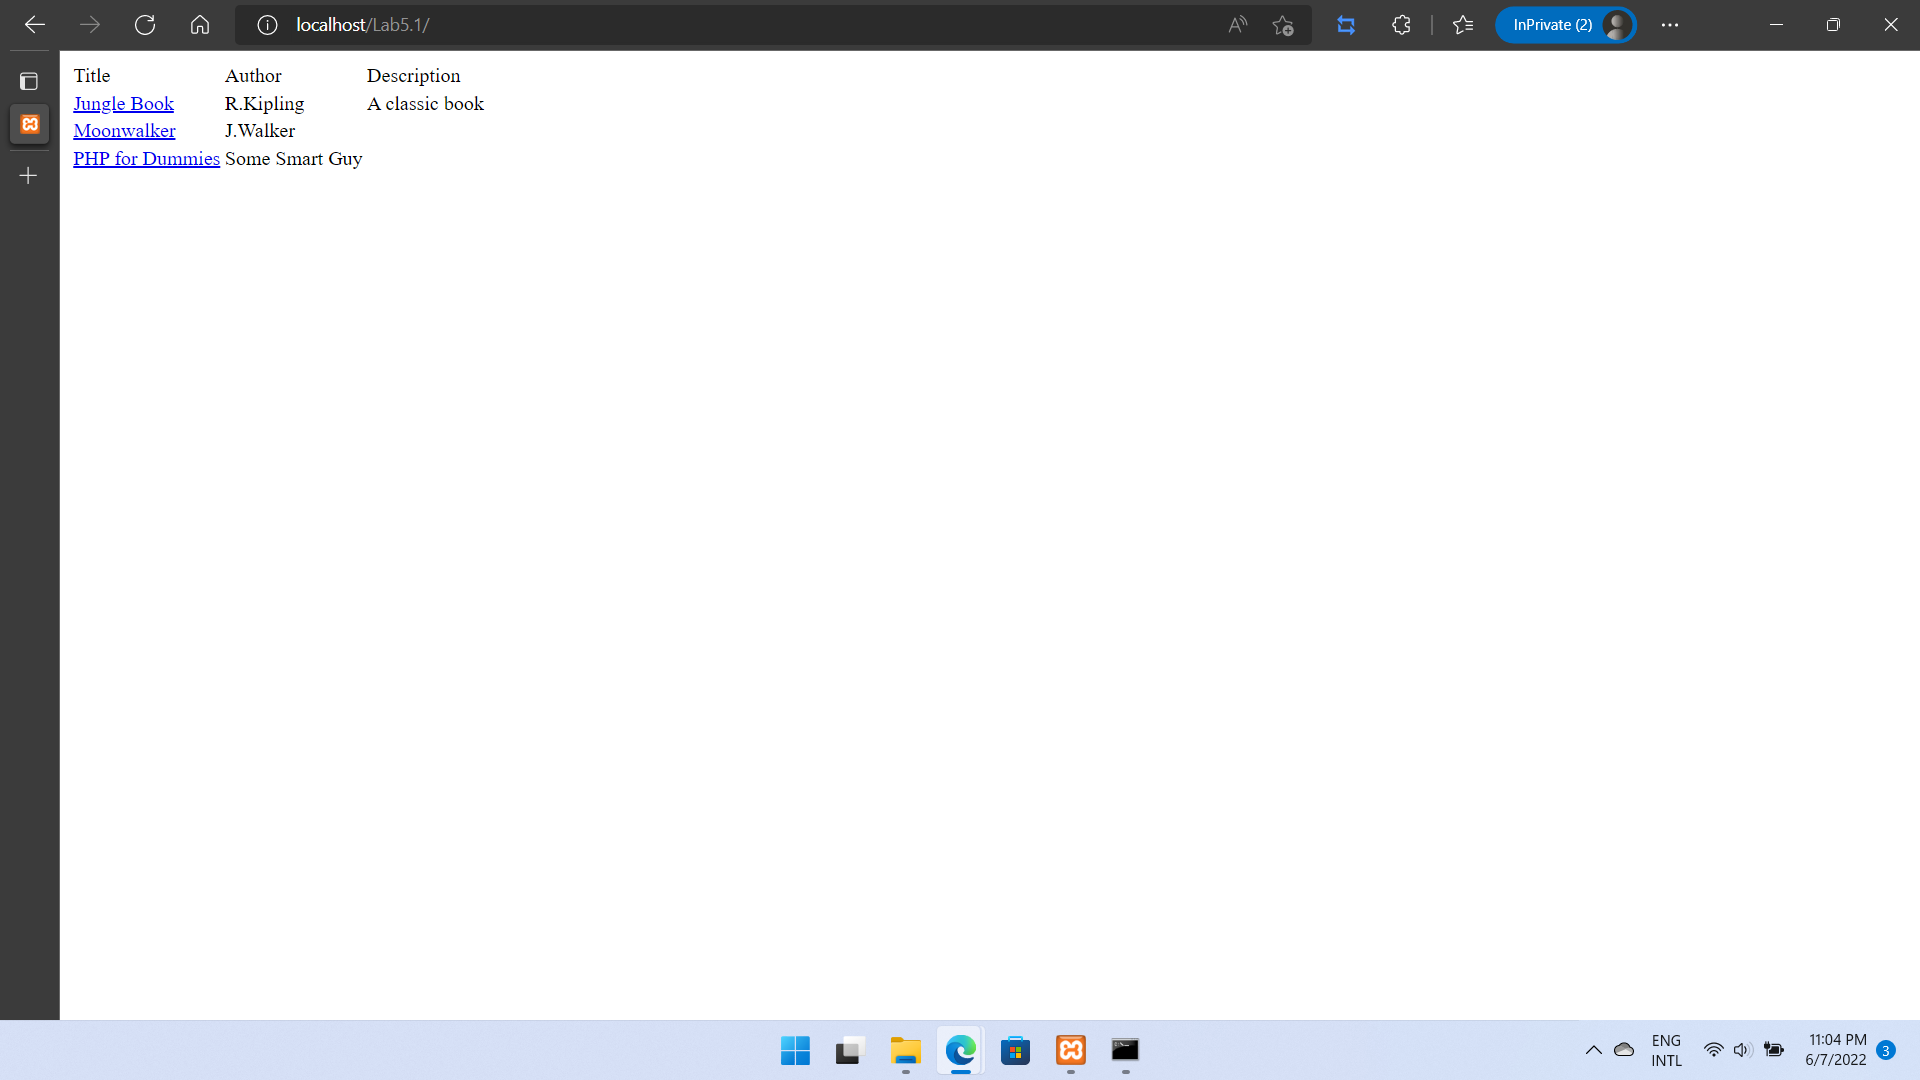 localhost/Lab5.1/
InPrivate (2)
Title Author Description
Jungle Book R.Kipling A classic book
Moonwalker J.Walker
PHP for Dummies Some Smart Guy
ENG
INTL
11:04 PM
6/7/2022
3